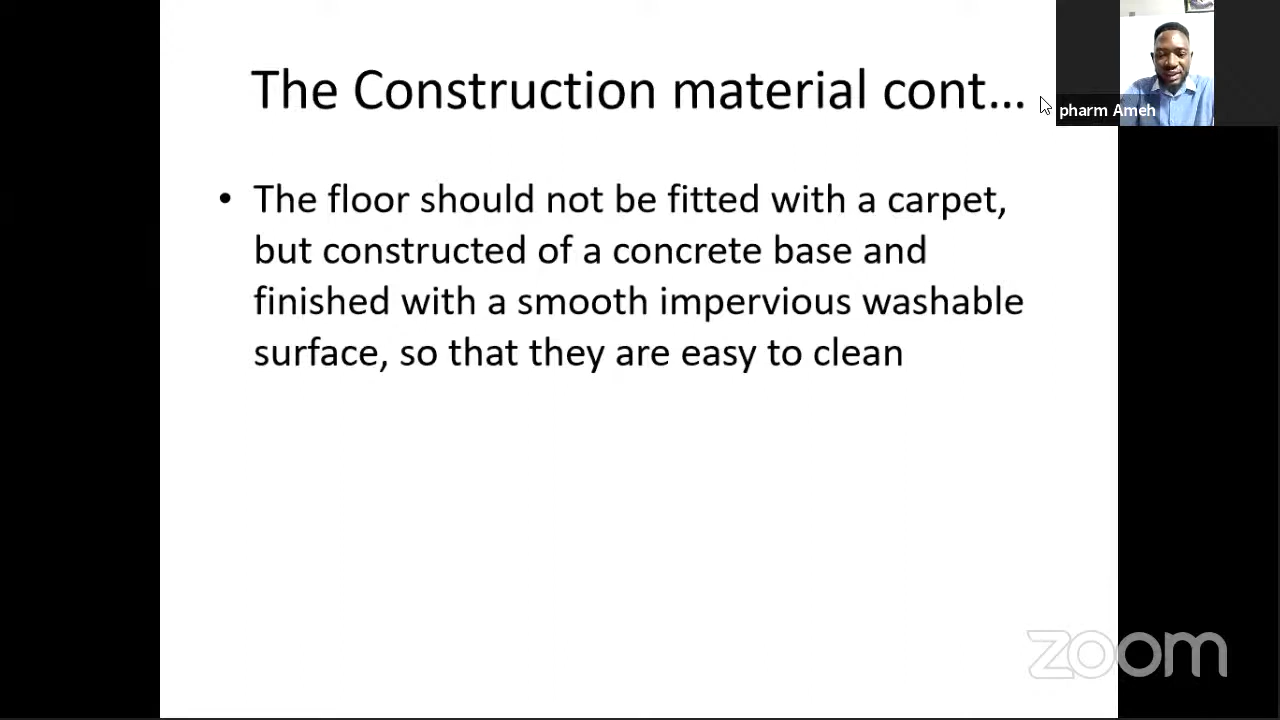 The Construction material cont...
pharm Ameh
• The floor should not be fitted with a carpet,
but constructed of a concrete base and
finished with a smooth impervious washable
surface, so that they are easy to clean
zoom